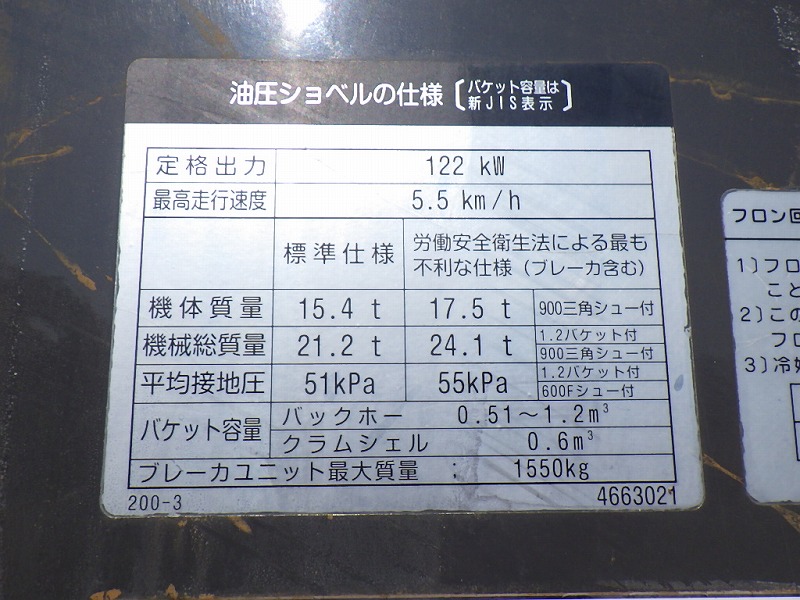 油圧ショベルの仕様〔バケット容量は新JIS表示〕
定格出力 122 kW
最高走行速度 5.5 km/h
標準仕様 労働安全衛生法による最も不利な仕様（ブレーカ含む）
機体質量 15.4 t 17.5 t 900三角シュー付
機械総質量 21.2 t 24.1 t 1.2バケット付 900三角シュー付
平均接地圧 51kPa 55kPa 1.2バケット付 600Fシュー付
バケット容量 バックホー 0.51～1.2m³
クラムシェル 0.6m³
ブレーカユニット最大質量 : 1550kg
200-3 4663021
フロン回
1)フロ
こと
2)この
フロ
3)冷